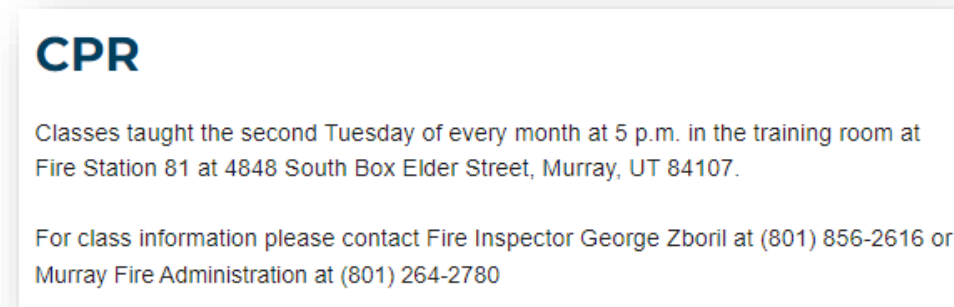 CPR
Classes taught the second Tuesday of every month at 5 p.m. in the training room at
Fire Station 81 at 4848 South Box Elder Street, Murray, UT 84107.
For class information please contact Fire Inspector George Zboril at (801) 856-2616 or
Murray Fire Administration at (801) 264-2780